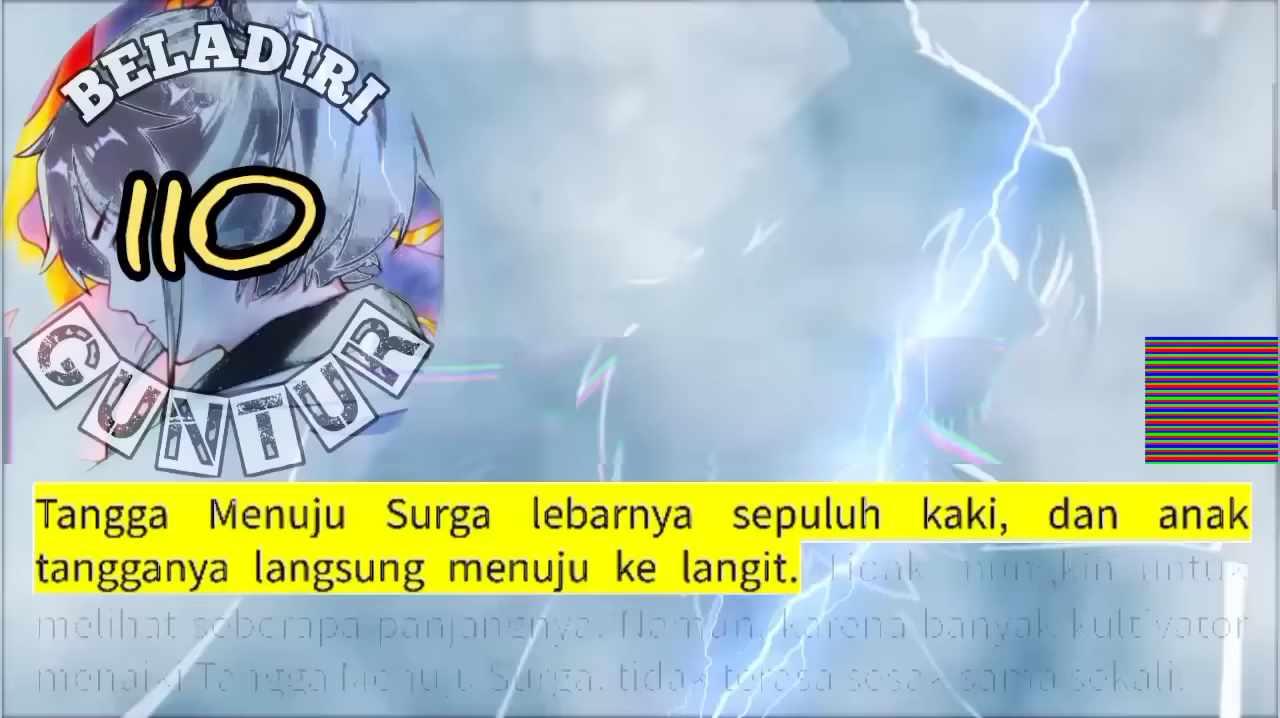 BELADIRI
110
GUNTUR
Tangga Menuju Surga lebarnya sepuluh kaki, dan anak
tangganya langsung menuju ke langit. Tidak mungkin untuk
melihat seberapa panjangnya. Namun, karena banyak kultivator
menaiki Tangga Menuju Surga, tidak terasa sesak sama sekali.